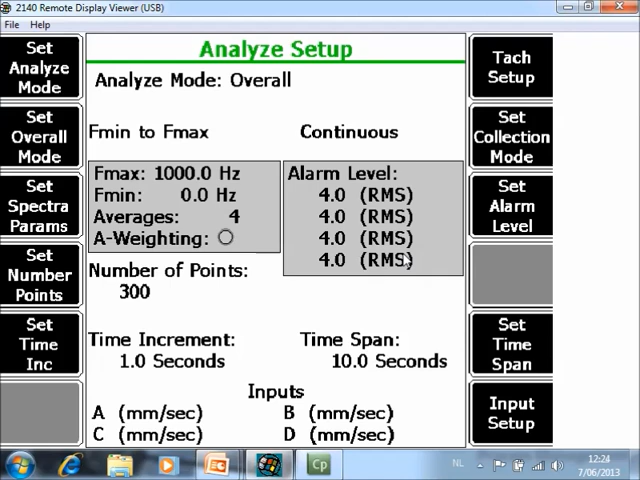 2140 Remote Display Viewer (USB)
File Help
Analyze Setup
Set Analyze Mode
Set Overall Mode
Set Spectra Params
Set Number Points
Set Time Inc
Analyze Mode: Overall
Fmin to Fmax
Continuous
Fmax: 1000.0 Hz
Fmin: 0.0 Hz
Averages: 4
A-Weighting:
Alarm Level:
4.0 (RMS)
4.0 (RMS)
4.0 (RMS)
4.0 (RMS)
Number of Points:
300
Time Increment:
1.0 Seconds
Time Span:
10.0 Seconds
Inputs
A (mm/sec) B (mm/sec)
C (mm/sec) D (mm/sec)
Tach Setup
Set Collection Mode
Set Alarm Level
Set Time Span
Input Setup
Cp
NL
12:24
7/06/2013